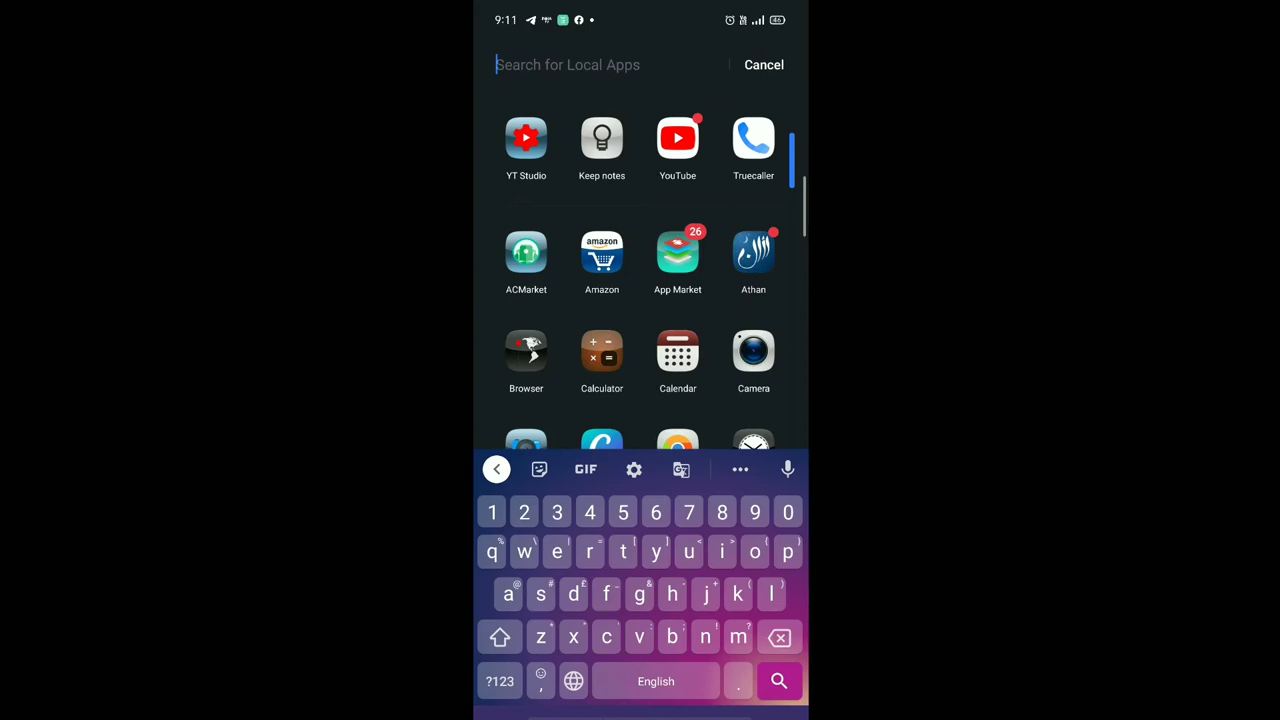 9:11
46
Search for Local Apps
Cancel
YT Studio
Keep notes
YouTube
Truecaller
26
amazon
ACMarket
Amazon
App Market
Athan
Browser
Calculator
Calendar
Camera
GIF
1 2 3 4 5 6 7 8 9 0
% \ | = [ ] < > { }
q w e r t y u i o p
@ # £ _ & - + ( )
a s d f g h j k l
* " ' : ; ! ?
z x c v b n m
?123 , English .